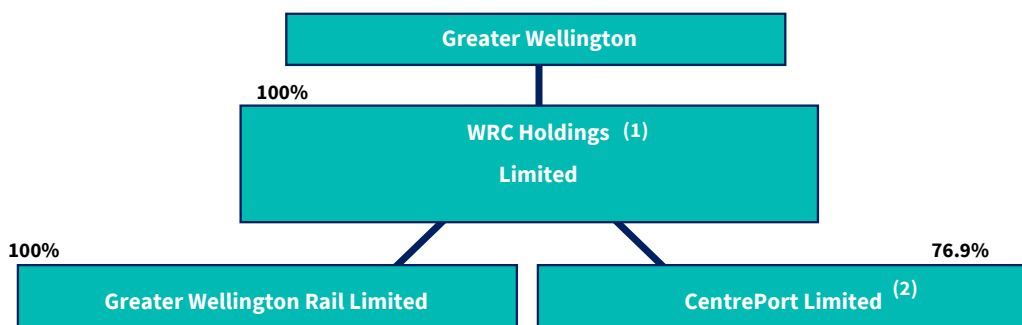 Greater Wellington
100%
WRC Holdings (1)
Limited
100%
76.9%
Greater Wellington Rail Limited
CentrePort Limited (2)